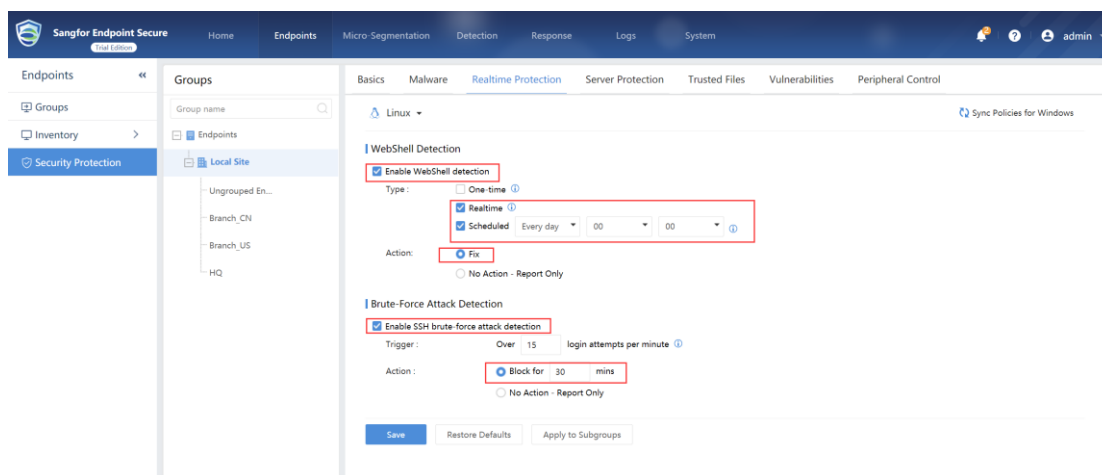 Sangfor Endpoint Secure
Trial Edition
Home
Endpoints
Micro-Segmentation
Detection
Response
Logs
System
admin
Endpoints
Groups
Inventory
Security Protection
Groups
Group name
Endpoints
Local Site
Ungrouped En...
Branch_CN
Branch_US
HQ
Basics
Malware
Realtime Protection
Server Protection
Trusted Files
Vulnerabilities
Peripheral Control
Linux
Sync Policies for Windows
WebShell Detection
Enable WebShell detection
Type :
One-time
Realtime
Scheduled Every day 00 00
Action: Fix
No Action - Report Only
Brute-Force Attack Detection
Enable SSH brute-force attack detection
Trigger : Over 15 login attempts per minute
Action : Block for 30 mins
No Action - Report Only
Save
Restore Defaults
Apply to Subgroups